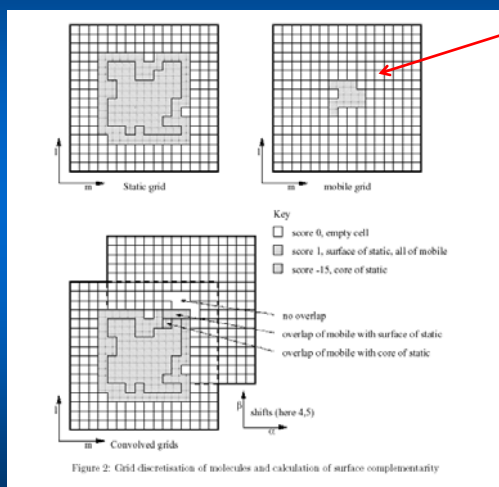 l
m
Static grid
l
m
mobile grid
Key
score 0, empty cell
score 1, surface of static, all of mobile
score -15, core of static
no overlap
overlap of mobile with surface of static
overlap of mobile with core of static
l
m
Convolved grids
β
shifts (here 4,5)
α
Figure 2: Grid discretisation of molecules and calculation of surface complementarity